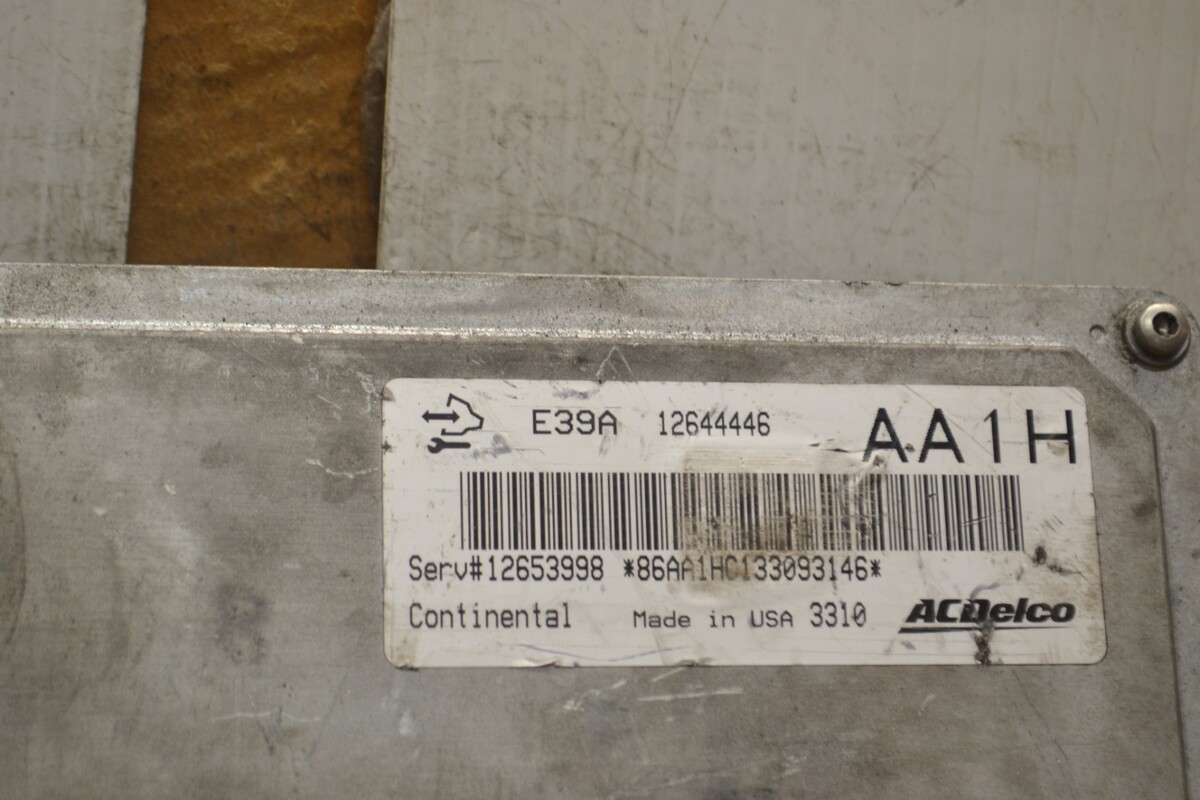 E39A 12644446 AA1H
Serv#12653998 *86AA1HC133093146*
Continental Made in USA 3310 ACDelco